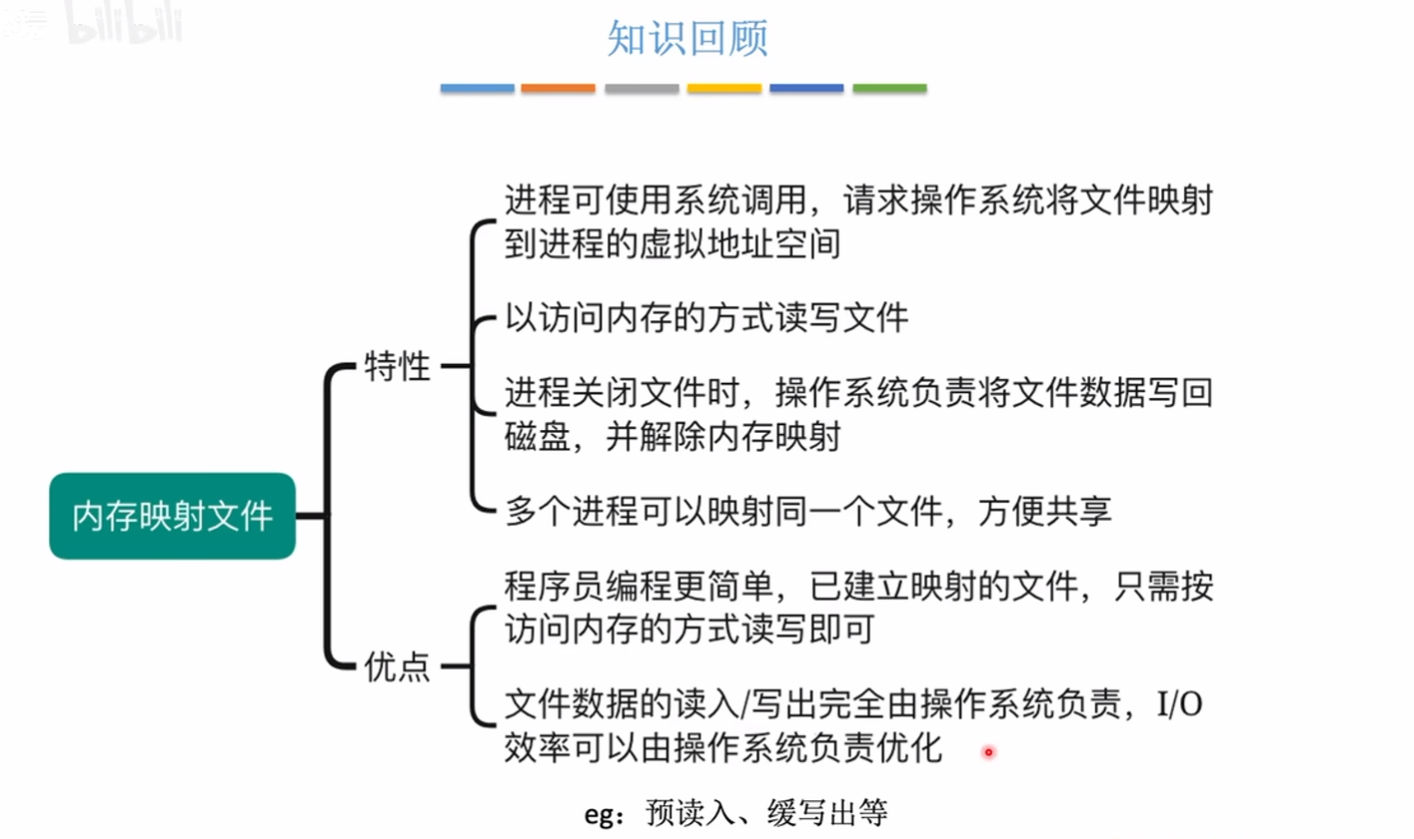 bilibili
知识回顾
进程可使用系统调用，请求操作系统将文件映射
到进程的虚拟地址空间
以访问内存的方式读写文件
特性
进程关闭文件时，操作系统负责将文件数据写回
磁盘，并解除内存映射
多个进程可以映射同一个文件，方便共享
内存映射文件
程序员编程更简单，已建立映射的文件，只需按
访问内存的方式读写即可
优点
文件数据的读入/写出完全由操作系统负责，I/O
效率可以由操作系统负责优化
eg：预读入、缓写出等